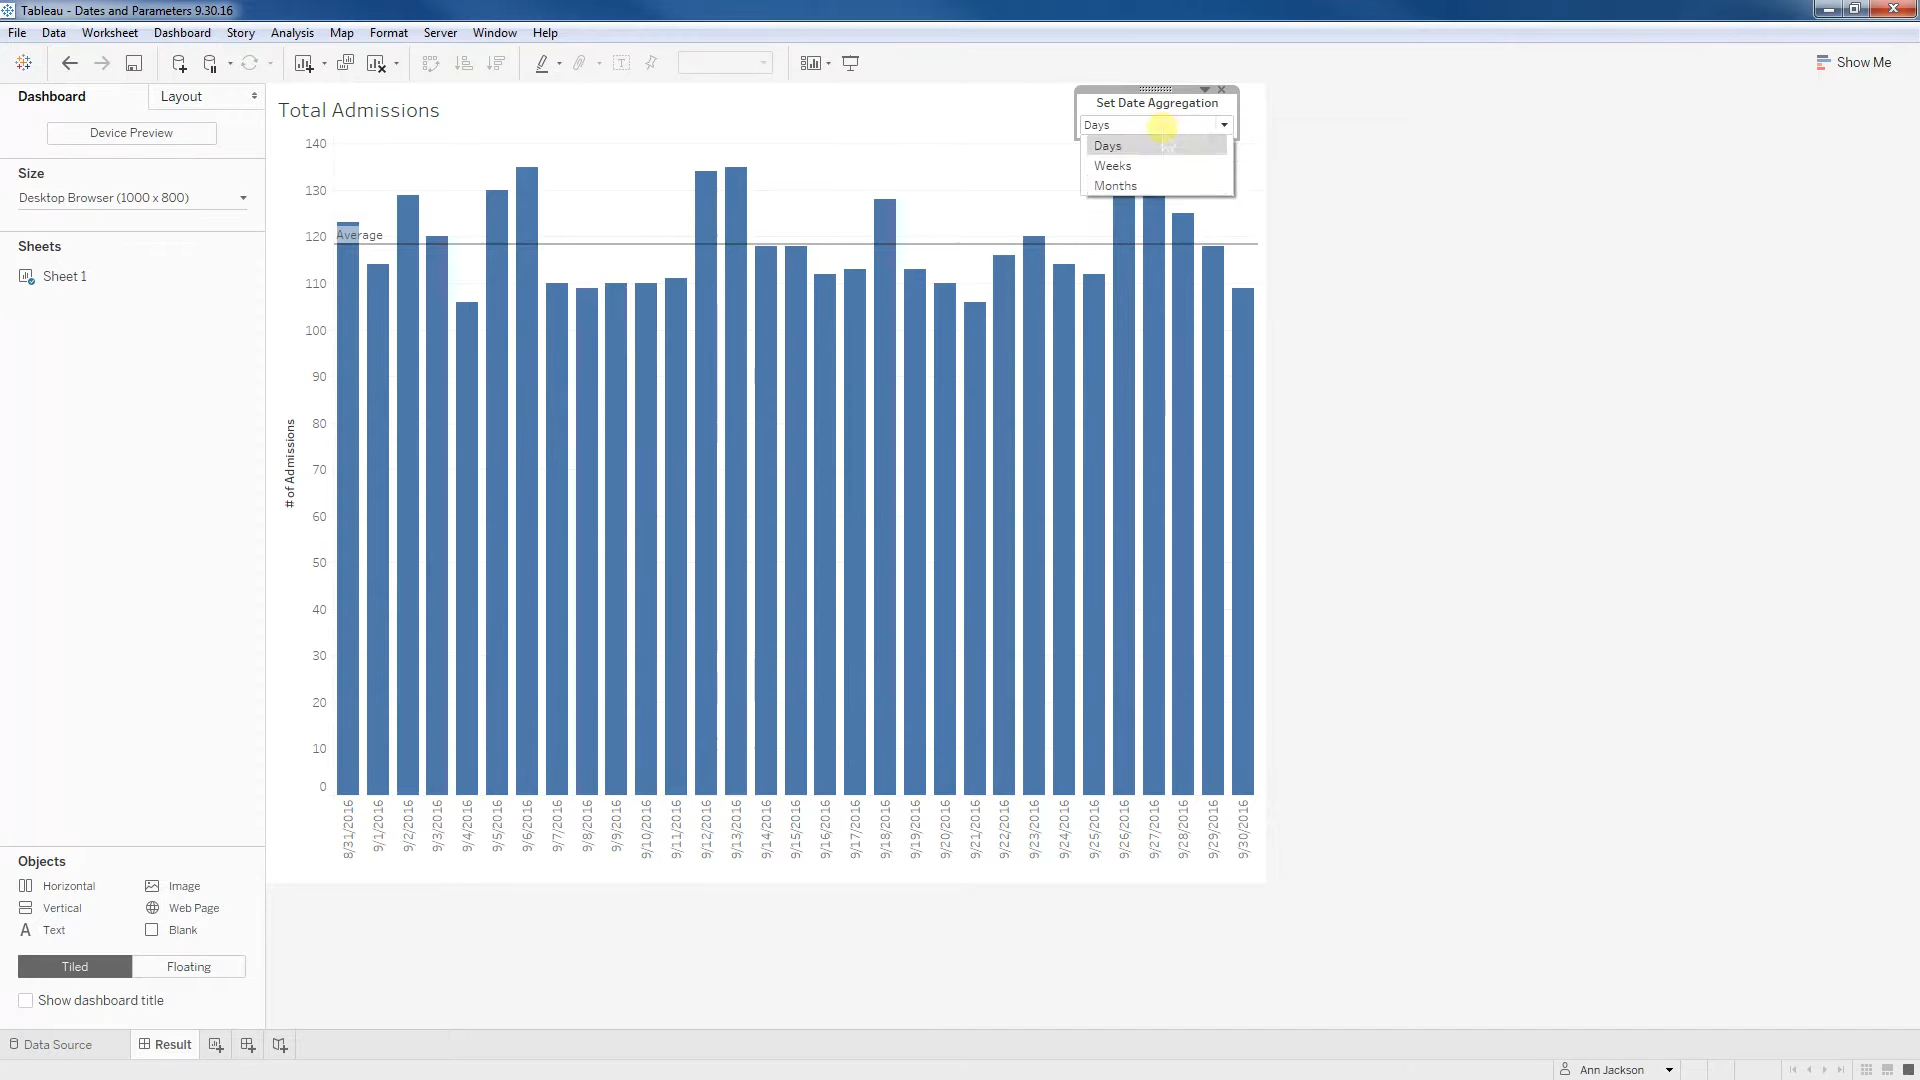 Tableau - Dates and Parameters 9.30.16
File Data Worksheet Dashboard Story Analysis Map Format Server Window Help
Show Me
Dashboard Layout
Device Preview
Size
Desktop Browser (1000 x 800)
Sheets
Sheet 1
Total Admissions
Set Date Aggregation
Days
Days
Weeks
Months
140
130
120
110
100
90
80
70
60
50
40
30
20
10
0
Average
# of Admissions
8/31/2016
9/1/2016
9/2/2016
9/3/2016
9/4/2016
9/5/2016
9/6/2016
9/7/2016
9/8/2016
9/9/2016
9/10/2016
9/11/2016
9/12/2016
9/13/2016
9/14/2016
9/15/2016
9/16/2016
9/17/2016
9/18/2016
9/19/2016
9/20/2016
9/21/2016
9/22/2016
9/23/2016
9/24/2016
9/25/2016
9/26/2016
9/27/2016
9/28/2016
9/29/2016
9/30/2016
Objects
Horizontal Image
Vertical Web Page
A Text Blank
Tiled Floating
Show dashboard title
Data Source Result
Ann Jackson